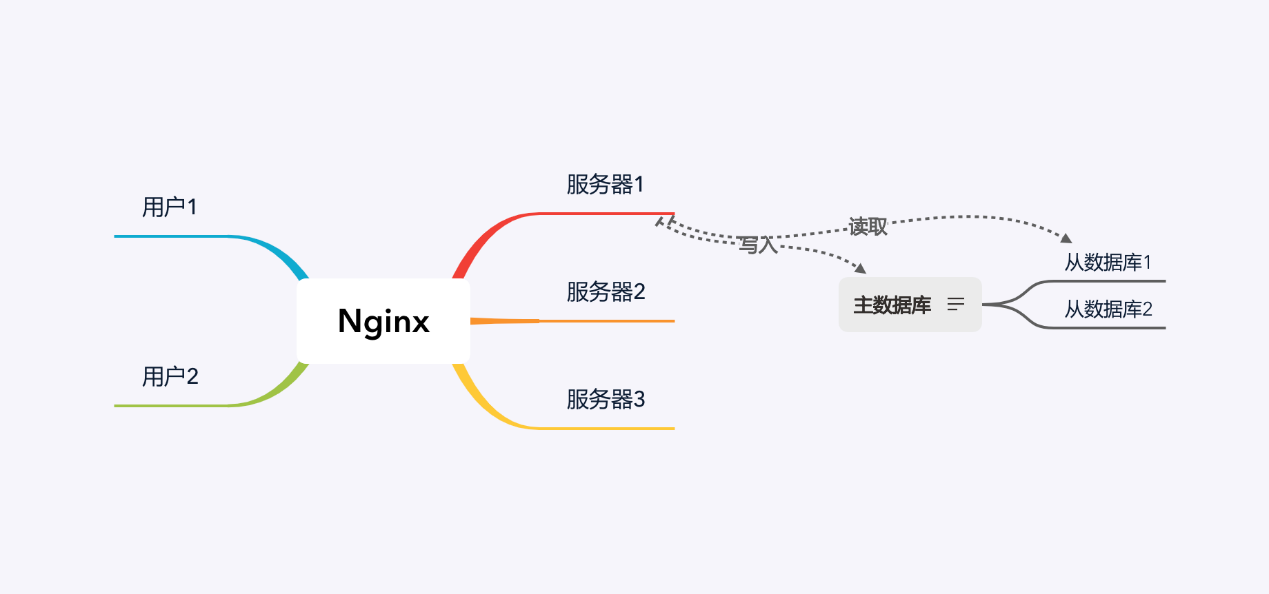 用户1
用户2
Nginx
服务器1
服务器2
服务器3
写入
读取
主数据库
从数据库1
从数据库2